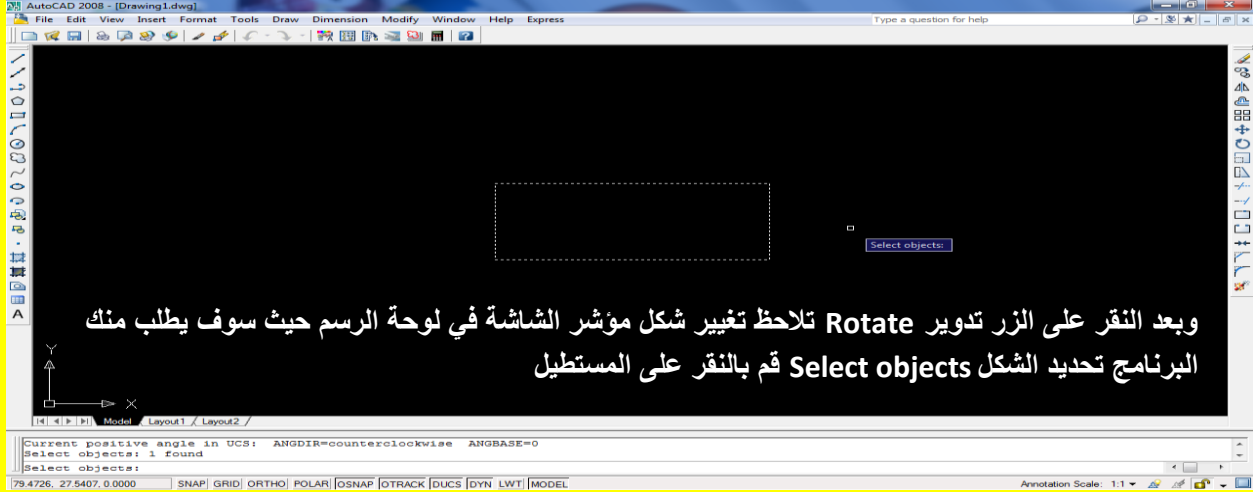 AutoCAD 2008 - [Drawing1.dwg]
File Edit View Insert Format Tools Draw Dimension Modify Window Help Express Type a question for help
A
Select objects:
وبعد النقر على الزر تدوير Rotate تلاحظ تغيير شكل مؤشر الشاشة في لوحة الرسم حيث سوف يطلب منك
البرنامج تحديد الشكل Select objects قم بالنقر على المستطيل
Y
X
Model Layout1 Layout2
Current positive angle in UCS: ANGDIR=counterclockwise ANGBASE=0
Select objects: 1 found
Select objects:
79.4726, 27.5407, 0.0000 SNAP GRID ORTHO POLAR OSNAP OTRACK DUCS DYN LWT MODEL Annotation Scale: 1:1